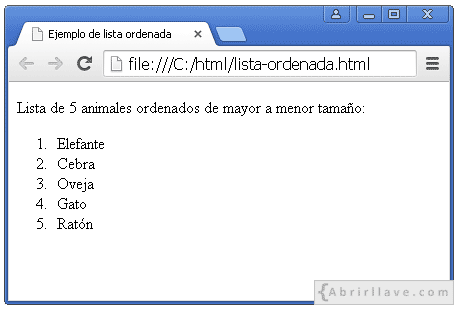 Ejemplo de lista ordenada
file:///C:/html/lista-ordenada.html
Lista de 5 animales ordenados de mayor a menor tamaño:
1. Elefante
2. Cebra
3. Oveja
4. Gato
5. Ratón
{Abrirllave.com